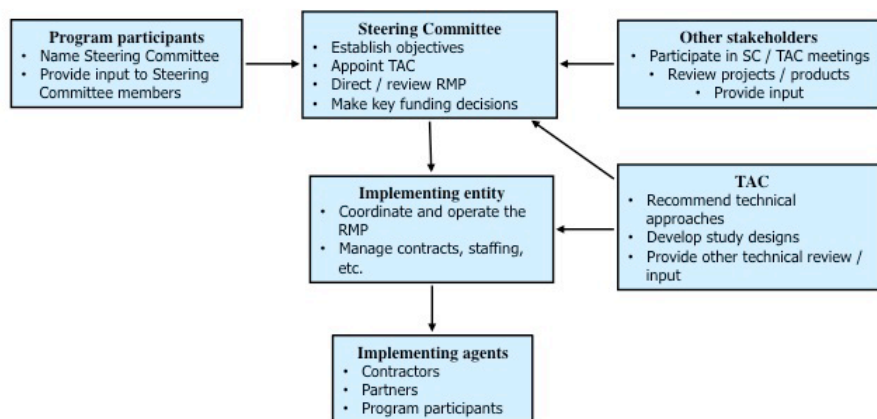 Program participants
• Name Steering Committee
• Provide input to Steering
Committee members
Steering Committee
• Establish objectives
• Appoint TAC
• Direct / review RMP
• Make key funding decisions
Other stakeholders
• Participate in SC / TAC meetings
• Review projects / products
• Provide input
Implementing entity
• Coordinate and operate the
RMP
• Manage contracts, staffing,
etc.
TAC
• Recommend technical
approaches
• Develop study designs
• Provide other technical review /
input
Implementing agents
• Contractors
• Partners
• Program participants